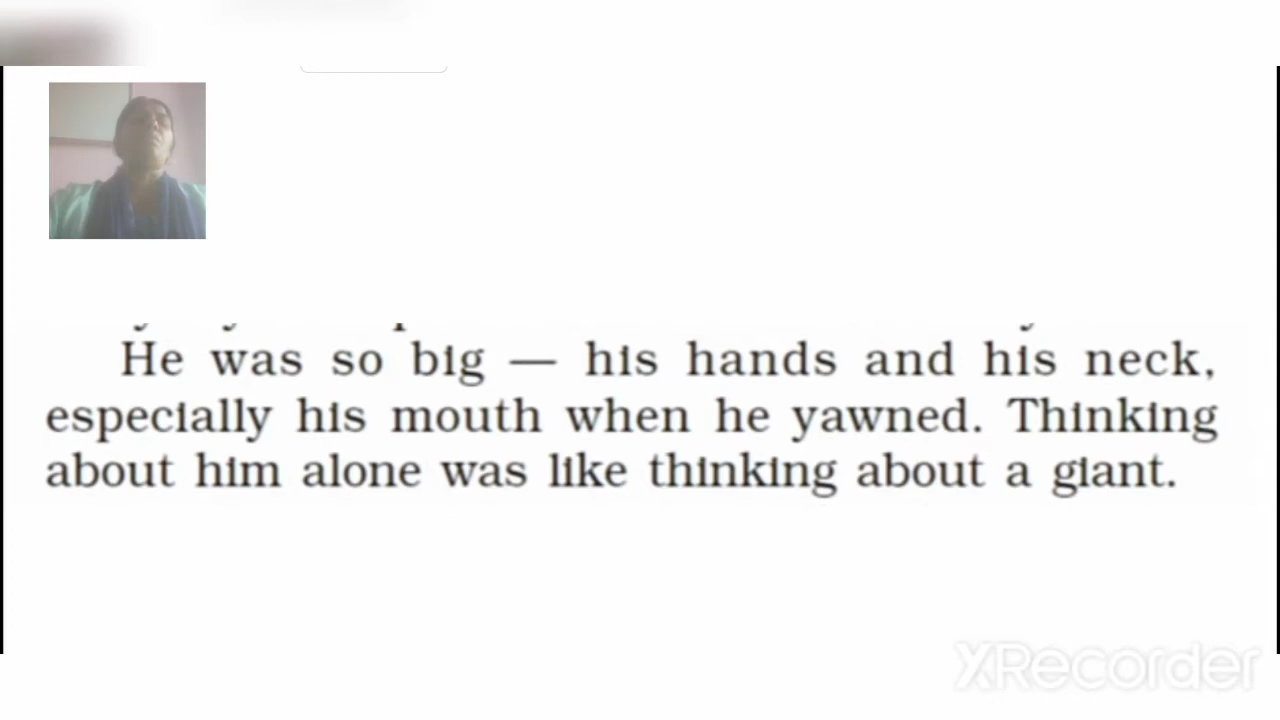 He was so big — his hands and his neck,
especially his mouth when he yawned. Thinking
about him alone was like thinking about a giant.
XRecorder